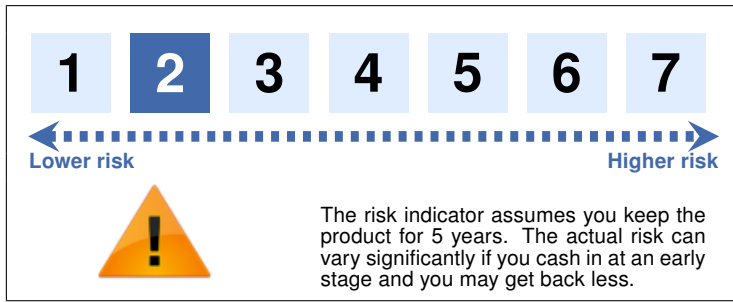 1 2 3 4 5 6 7
Lower risk Higher risk
!
The risk indicator assumes you keep the
product for 5 years. The actual risk can
vary significantly if you cash in at an early
stage and you may get back less.